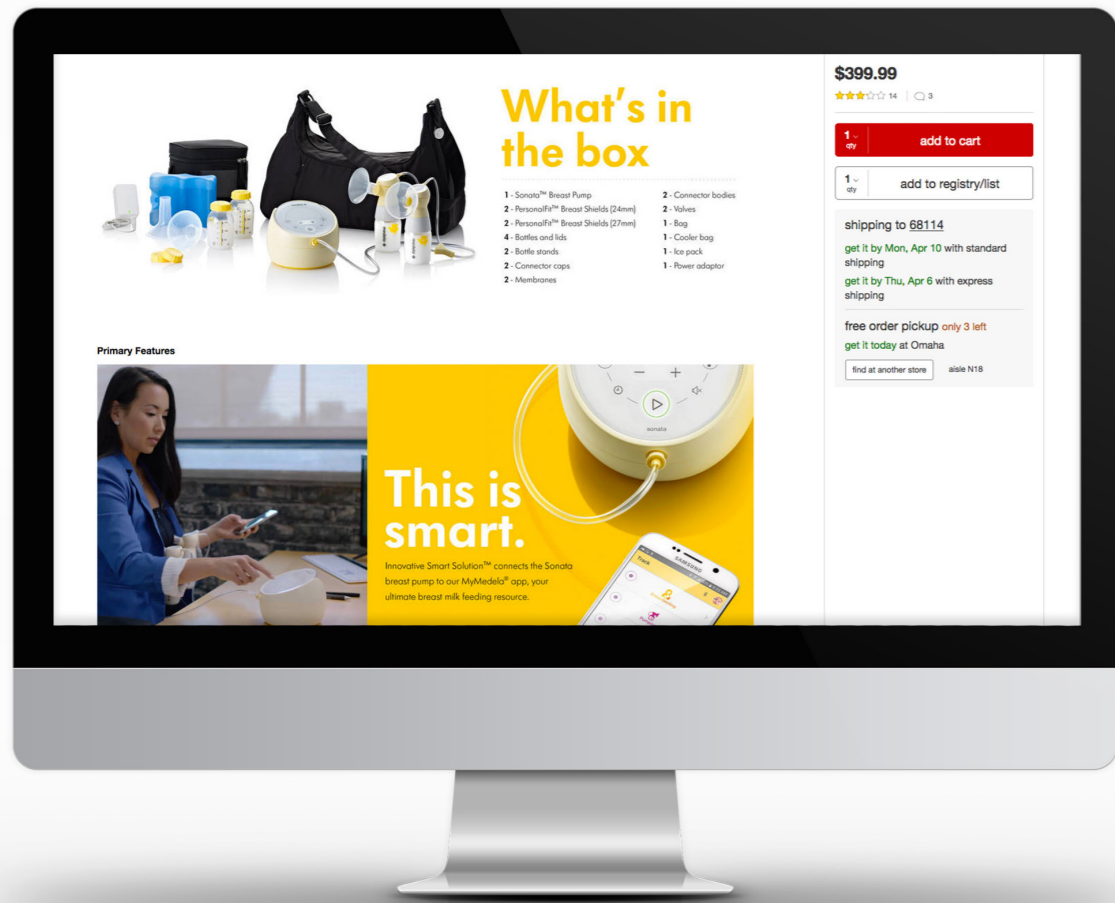 What's in
the box
1 - Sonata™ Breast Pump
2 - PersonalFit™ Breast Shields (24mm)
2 - PersonalFit™ Breast Shields (27mm)
4 - Bottles and lids
2 - Bottle stands
2 - Connector caps
2 - Membranes
2 - Connector bodies
2 - Valves
1 - Bag
1 - Cooler bag
1 - Ice pack
1 - Power adaptor
Primary Features
sonata
This is
smart.
Innovative Smart Solution™ connects the Sonata
breast pump to our MyMedela® app, your
ultimate breast milk feeding resource.
SAMSUNG
Track
$399.99
14 3
1
qty
add to cart
1
qty
add to registry/list
shipping to 68114
get it by Mon, Apr 10 with standard
shipping
get it by Thu, Apr 6 with express
shipping
free order pickup only 3 left
get it today at Omaha
find at another store aisle N18